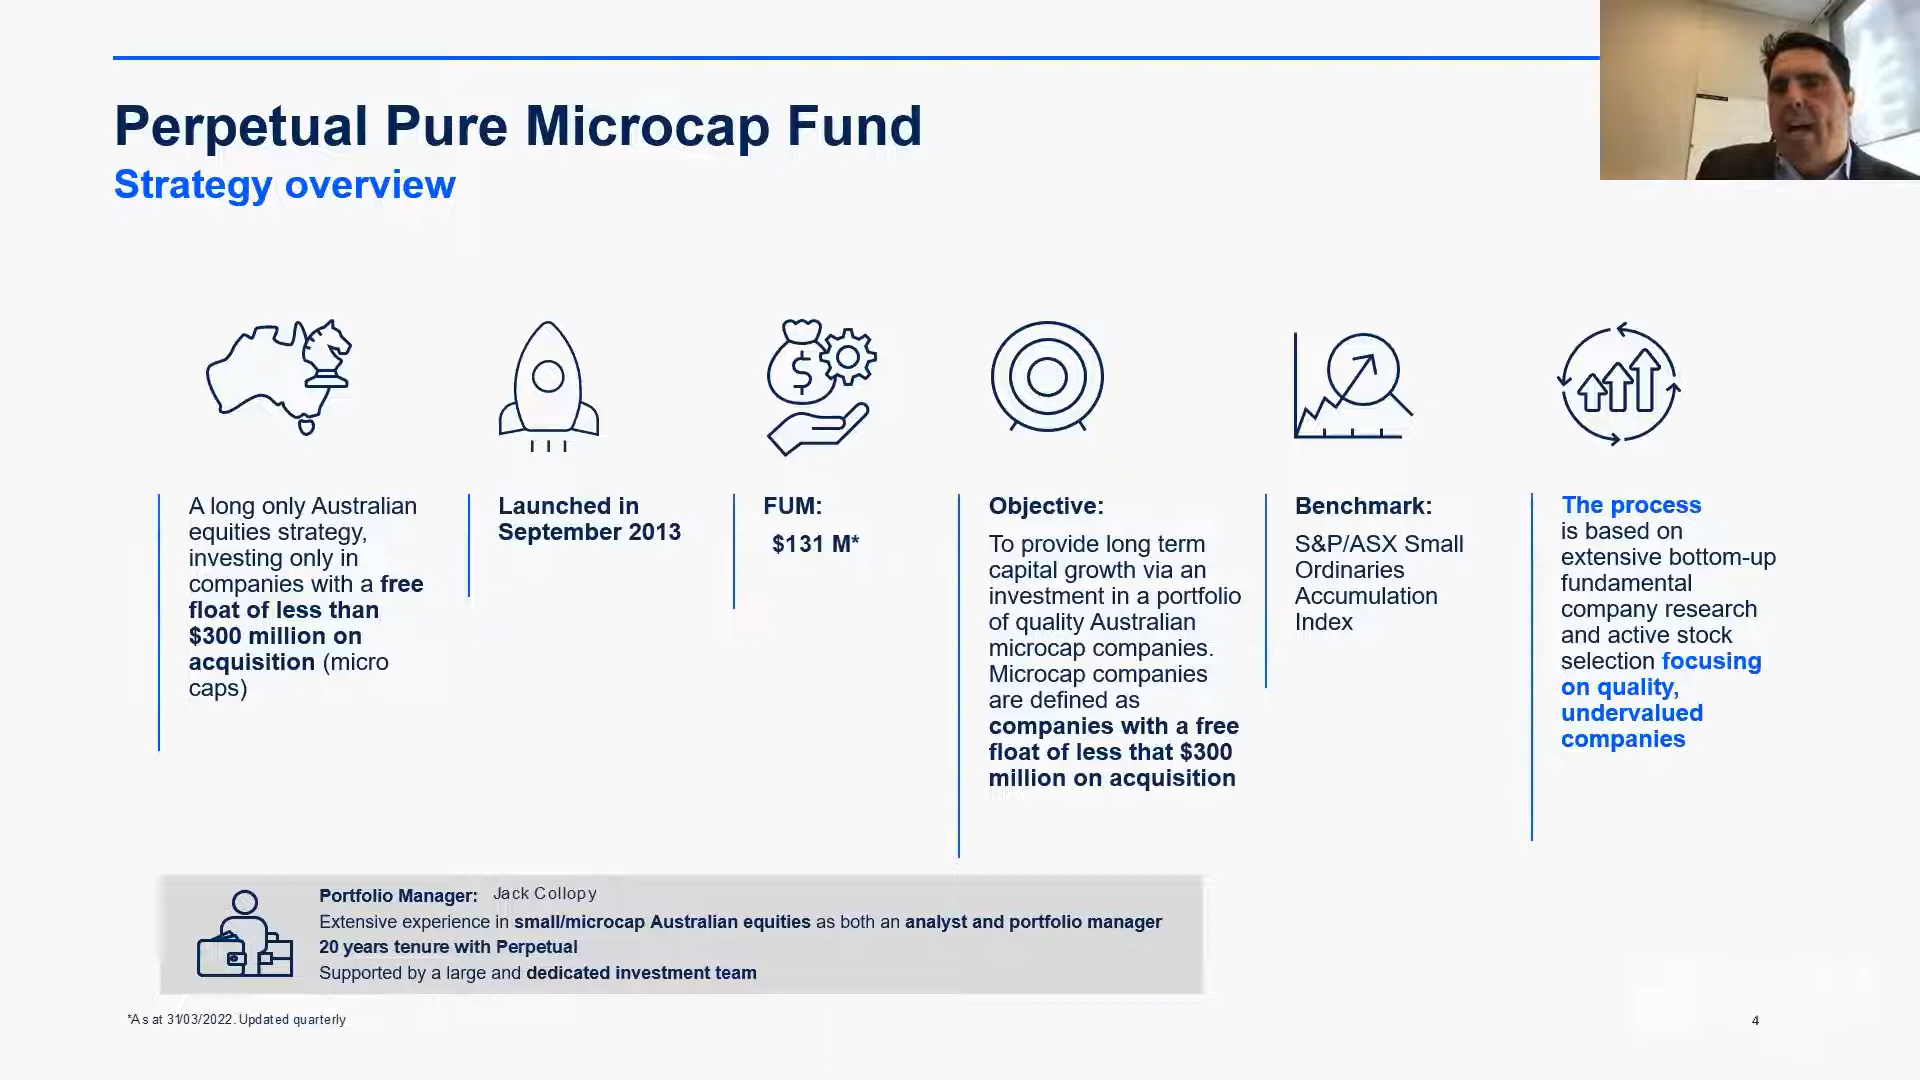 Perpetual Pure Microcap Fund
Strategy overview
A long only Australian
equities strategy,
investing only in
companies with a free
float of less than
$300 million on
acquisition (micro
caps)
Launched in
September 2013
FUM:
$131 M*
Objective:
To provide long term
capital growth via an
investment in a portfolio
of quality Australian
microcap companies.
Microcap companies
are defined as
companies with a free
float of less that $300
million on acquisition
Benchmark:
S&P/ASX Small
Ordinaries
Accumulation
Index
The process
is based on
extensive bottom-up
fundamental
company research
and active stock
selection focusing
on quality,
undervalued
companies
Portfolio Manager: Jack Collopy
Extensive experience in small/microcap Australian equities as both an analyst and portfolio manager
20 years tenure with Perpetual
Supported by a large and dedicated investment team
*As at 31/03/2022. Updated quarterly
4